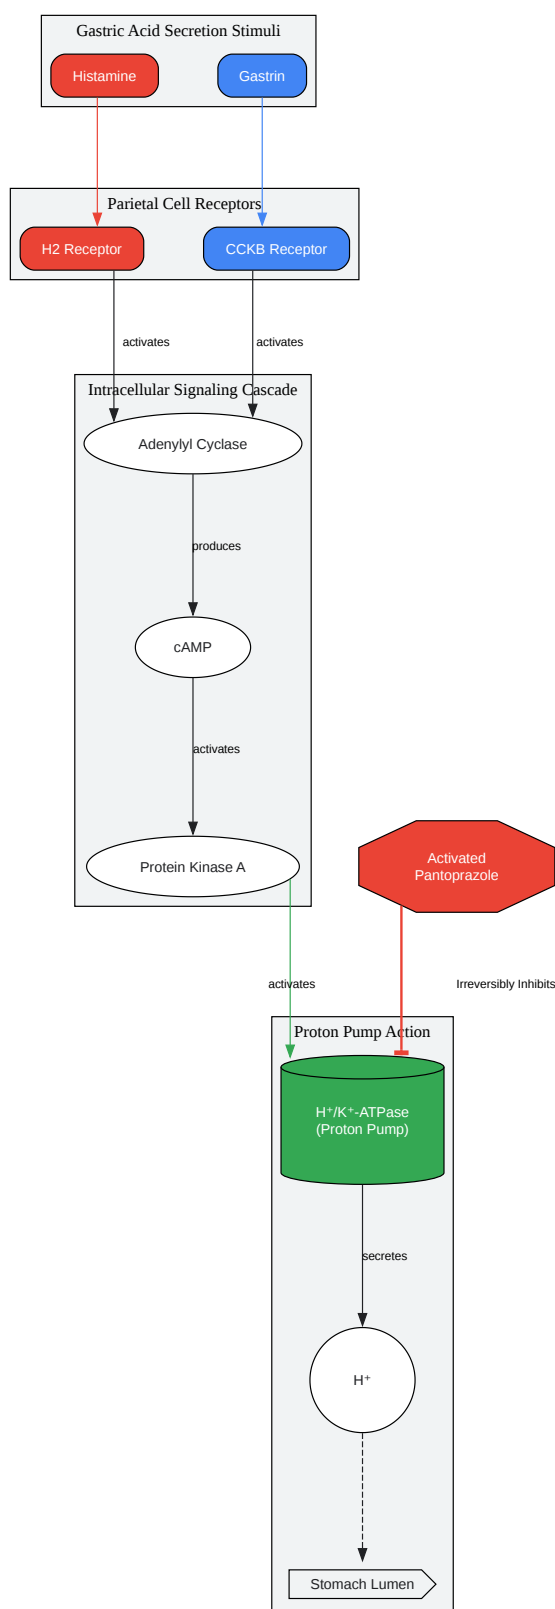 Gastric Acid Secretion Stimuli
Histamine
Gastrin
Parietal Cell Receptors
H2 Receptor
CCKB Receptor
activates
activates
Intracellular Signaling Cascade
Adenylyl Cyclase
produces
cAMP
activates
Protein Kinase A
Activated
Pantoprazole
activates
Irreversibly Inhibits
Proton Pump Action
H⁺/K⁺-ATPase
(Proton Pump)
secretes
H⁺
Stomach Lumen